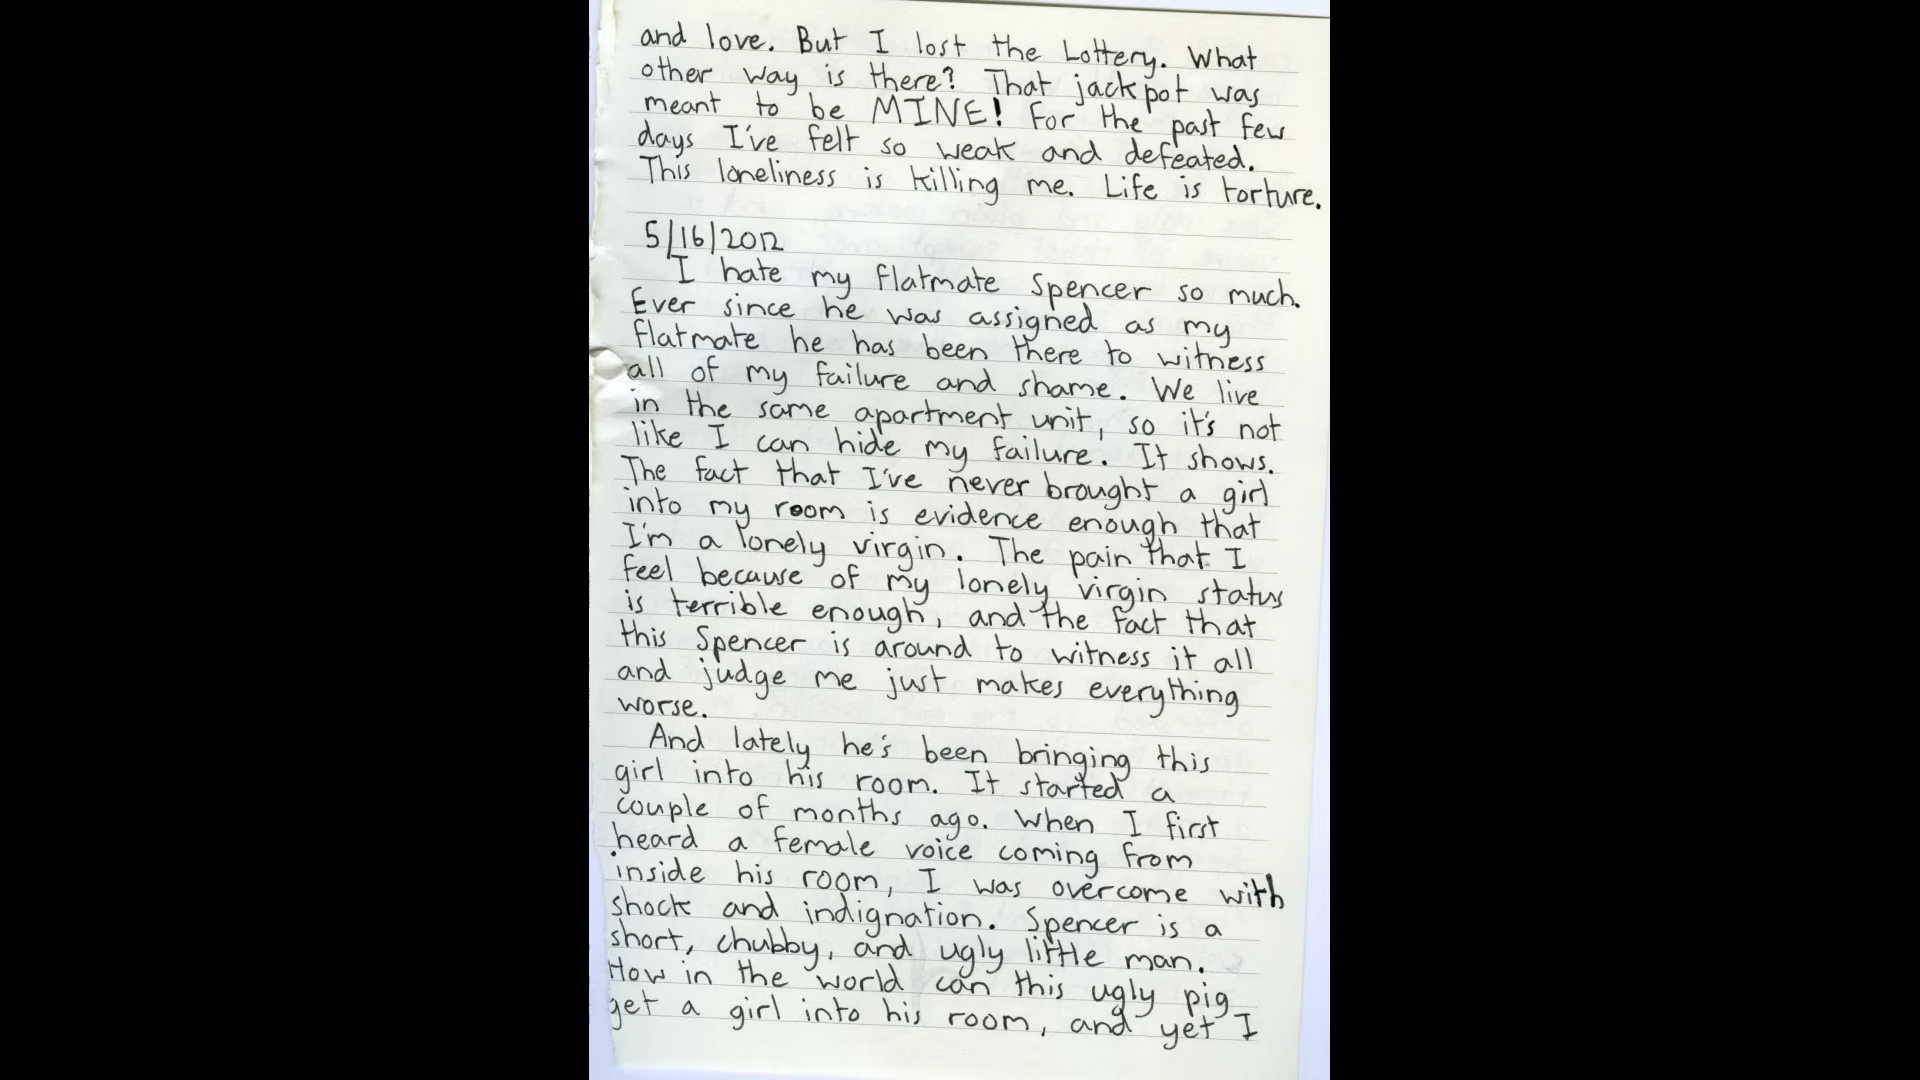 and love. But I lost the Lottery. What
other way is there? That jackpot was
meant to be MINE! For the past few
days I've felt so weak and defeated.
This loneliness is killing me. Life is torture.
5/16/2012
I hate my flatmate Spencer so much.
Ever since he was assigned as my
flatmate he has been there to witness
all of my failure and shame. We live
in the same apartment unit, so it's not
like I can hide my failure. It shows.
The fact that I've never brought a girl
into my room is evidence enough that
I'm a lonely virgin. The pain that I
feel because of my lonely virgin status
is terrible enough, and the fact that
this Spencer is around to witness it all
and judge me just makes everything
worse.
And lately he's been bringing this
girl into his room. It started a
couple of months ago. When I first
heard a female voice coming from
inside his room, I was overcome with
shock and indignation. Spencer is a
short, chubby, and ugly little man.
How in the world can this ugly pig
get a girl into his room, and yet I